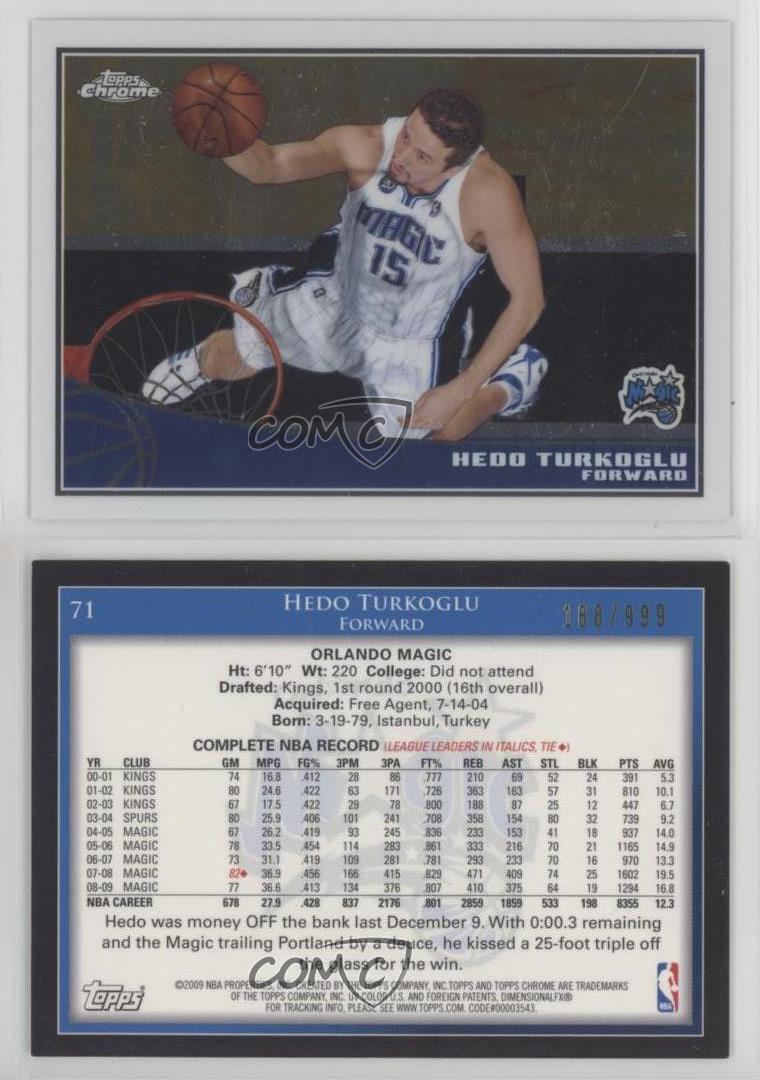 Topps
Chrome
MAGIC
15
Orlando
Magic
COMC
HEDO TURKOGLU
FORWARD
71
HEDO TURKOGLU
188/999
FORWARD
ORLANDO MAGIC
Ht: 6'10" Wt: 220 College: Did not attend
Drafted: Kings, 1st round 2000 (16th overall)
Acquired: Free Agent, 7-14-04
Born: 3-19-79, Istanbul, Turkey
COMPLETE NBA RECORD (LEAGUE LEADERS IN ITALICS, TIE ◆)
YR CLUB GM MPG FG% 3PM 3PA FT% REB AST STL BLK PTS AVG
00-01 KINGS 74 16.8 .412 28 86 .777 210 69 52 24 391 5.3
01-02 KINGS 80 24.6 .422 63 171 .726 363 163 57 31 810 10.1
02-03 KINGS 67 17.5 .422 29 78 .800 188 87 25 12 447 6.7
03-04 SPURS 80 25.9 .406 101 241 .708 358 154 80 32 739 9.2
04-05 MAGIC 67 26.2 .419 93 245 .836 233 153 41 18 937 14.0
05-06 MAGIC 78 33.5 .454 114 283 .861 333 216 70 21 1165 14.9
06-07 MAGIC 73 31.1 .419 109 281 .781 293 233 70 16 970 13.3
07-08 MAGIC 82◆ 36.9 .456 166 415 .829 471 409 74 25 1602 19.5
08-09 MAGIC 77 36.6 .413 134 376 .807 410 375 64 19 1294 16.8
NBA CAREER 678 27.9 .428 837 2176 .801 2859 1859 533 198 8355 12.3
Hedo was money OFF the bank last December 9. With 0:00.3 remaining
and the Magic trailing Portland by a deuce, he kissed a 25-foot triple off
the glass for the win.
COMC
Topps
©2009 NBA PROPERTIES, INC. CREATED BY THE TOPPS COMPANY, INC. TOPPS AND TOPPS CHROME ARE TRADEMARKS
OF THE TOPPS COMPANY, INC. U COLOR U.S. AND FOREIGN PATENTS, DIMENSIONALFX®
FOR TRACKING INFO, PLEASE SEE WWW.TOPPS.COM. CODE#00003543.
NBA